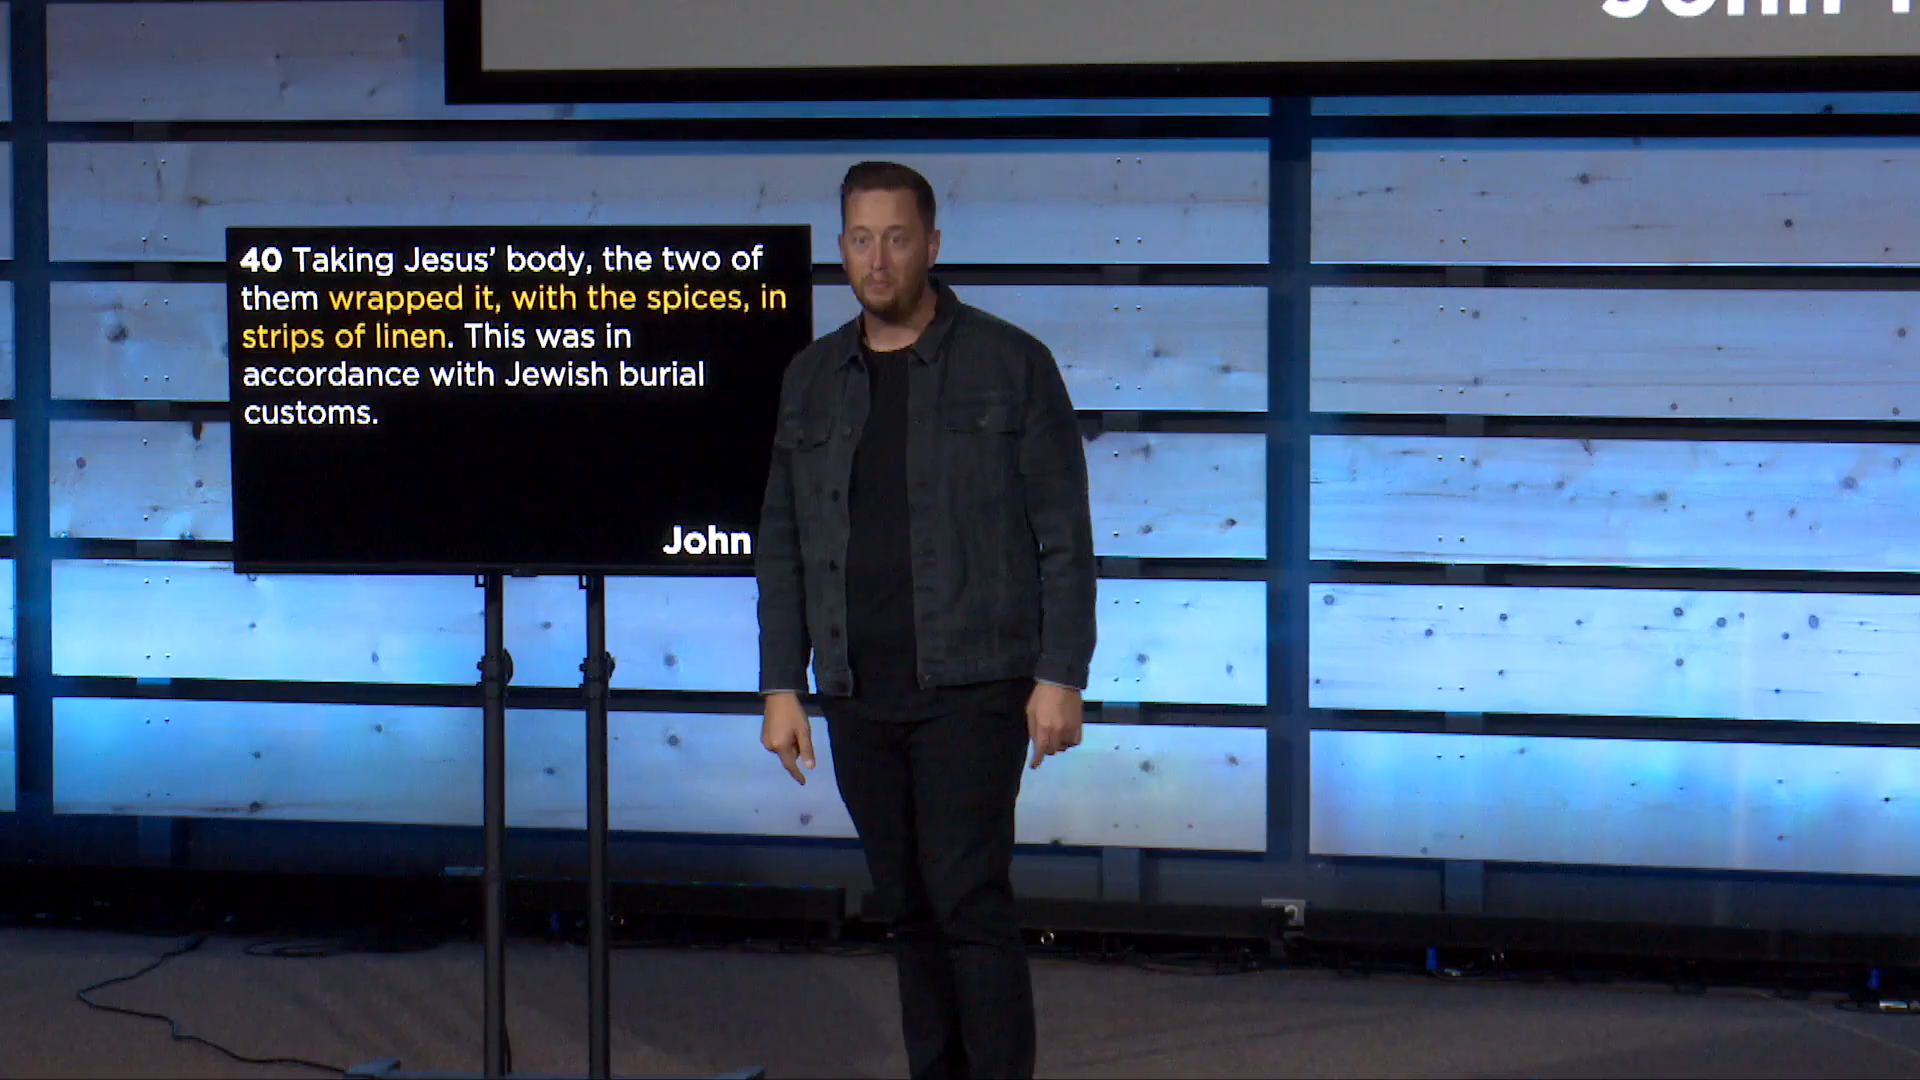 John
40 Taking Jesus’ body, the two of
them wrapped it, with the spices, in
strips of linen. This was in
accordance with Jewish burial
customs.
John